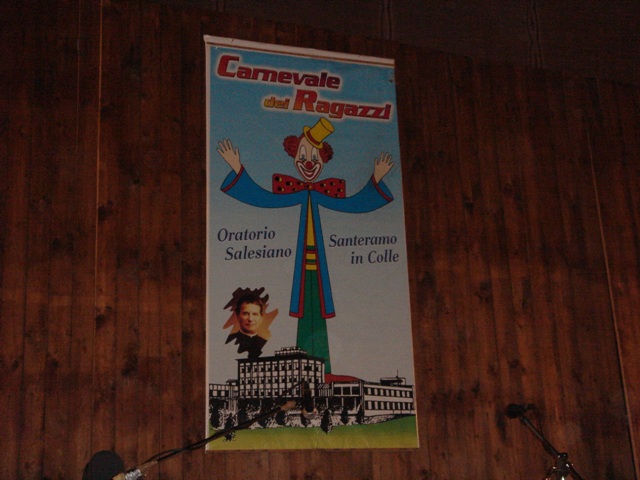 Carnevale
dei Ragazzi
Oratorio
Salesiano
Santeramo
in Colle